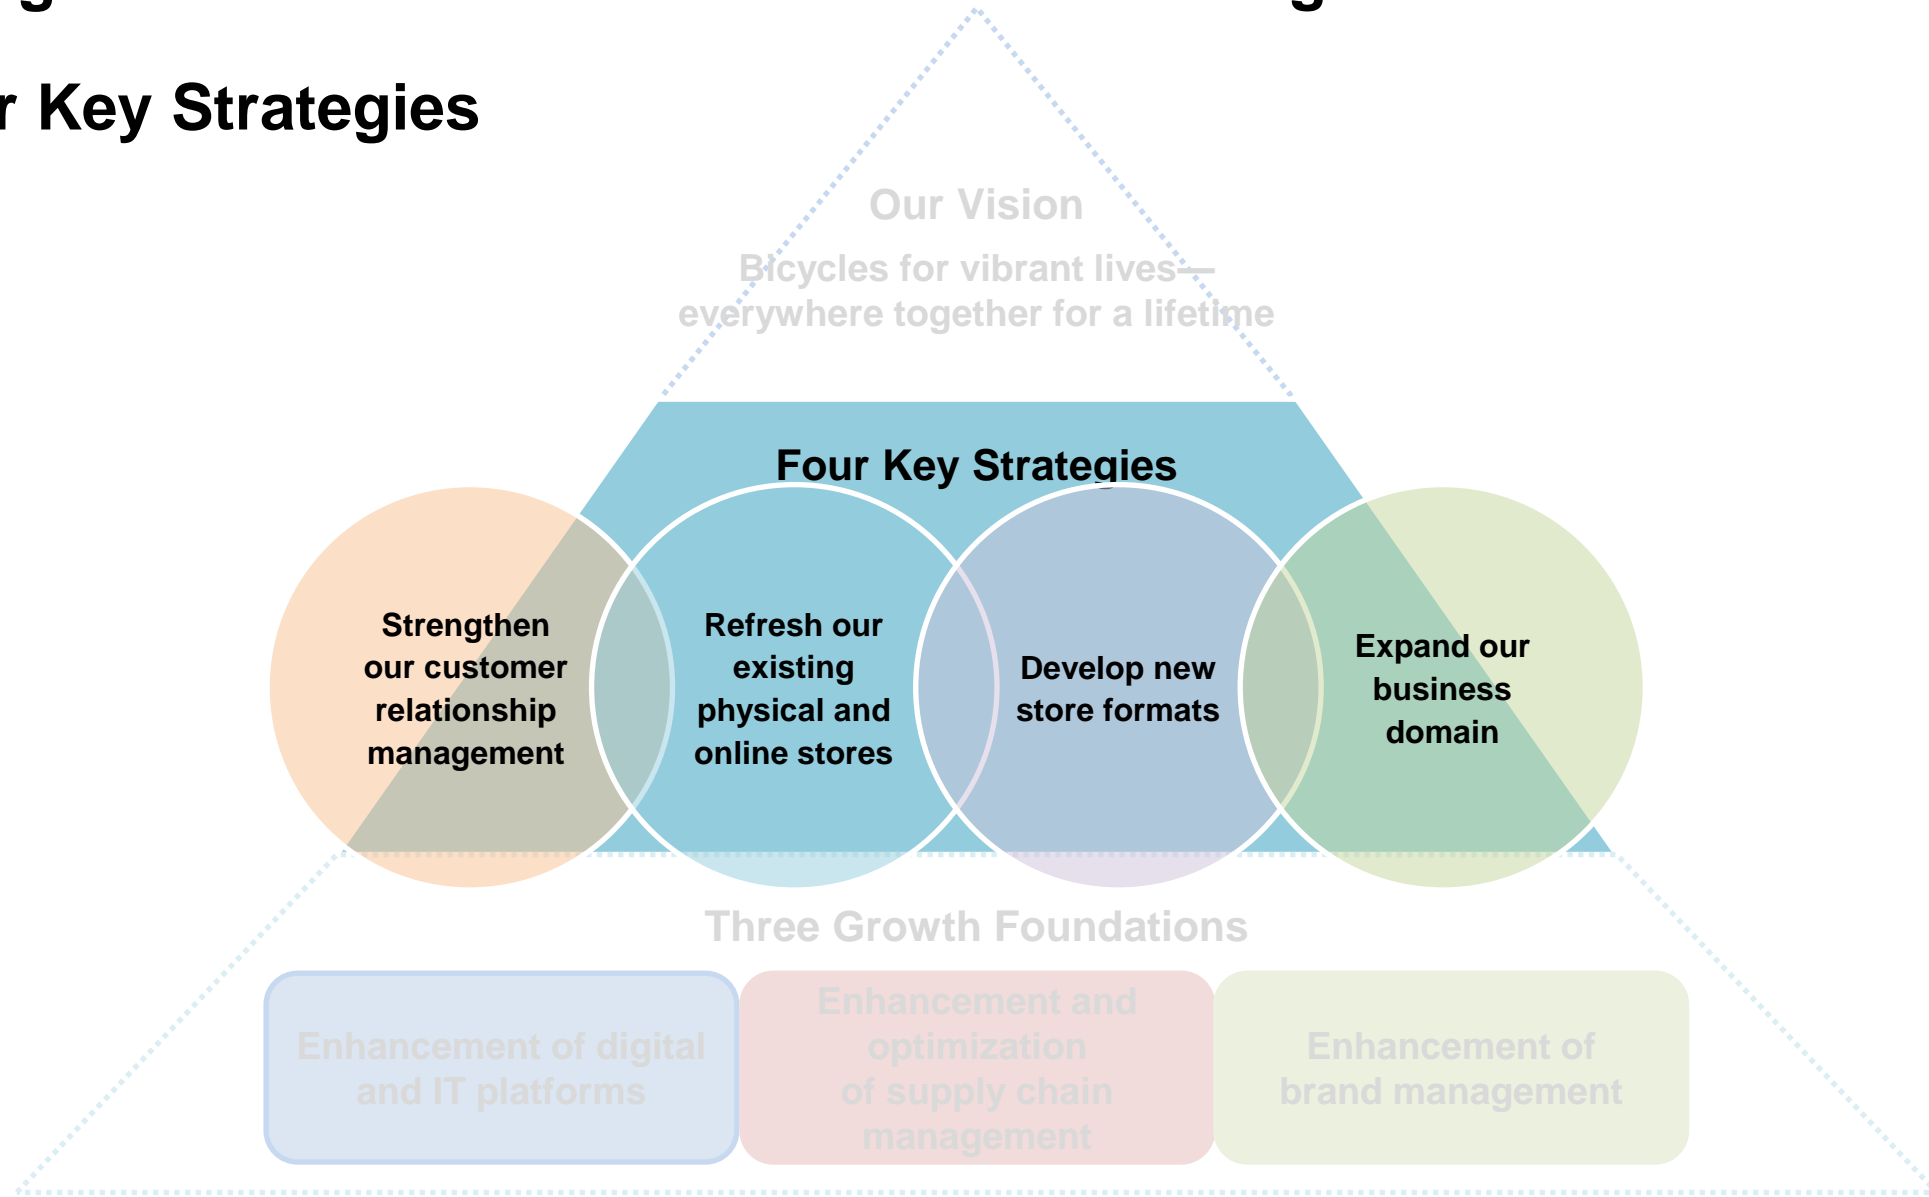 Key Strategies
Our Vision
Bicycles for vibrant lives—
everywhere together for a lifetime
Four Key Strategies
Strengthen
our customer
relationship
management
Refresh our
existing
physical and
online stores
Develop new
store formats
Expand our
business
domain
Three Growth Foundations
Enhancement of digital
and IT platforms
Enhancement and
optimization
of supply chain
management
Enhancement of
brand management